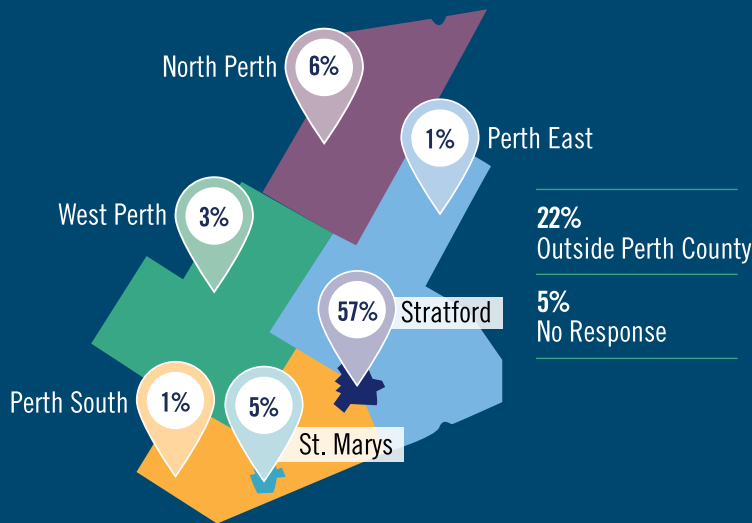 North Perth
6%
1%
Perth East
West Perth
3%
22%
Outside Perth County
57%
Stratford
5%
No Response
Perth South
1%
5%
St. Marys